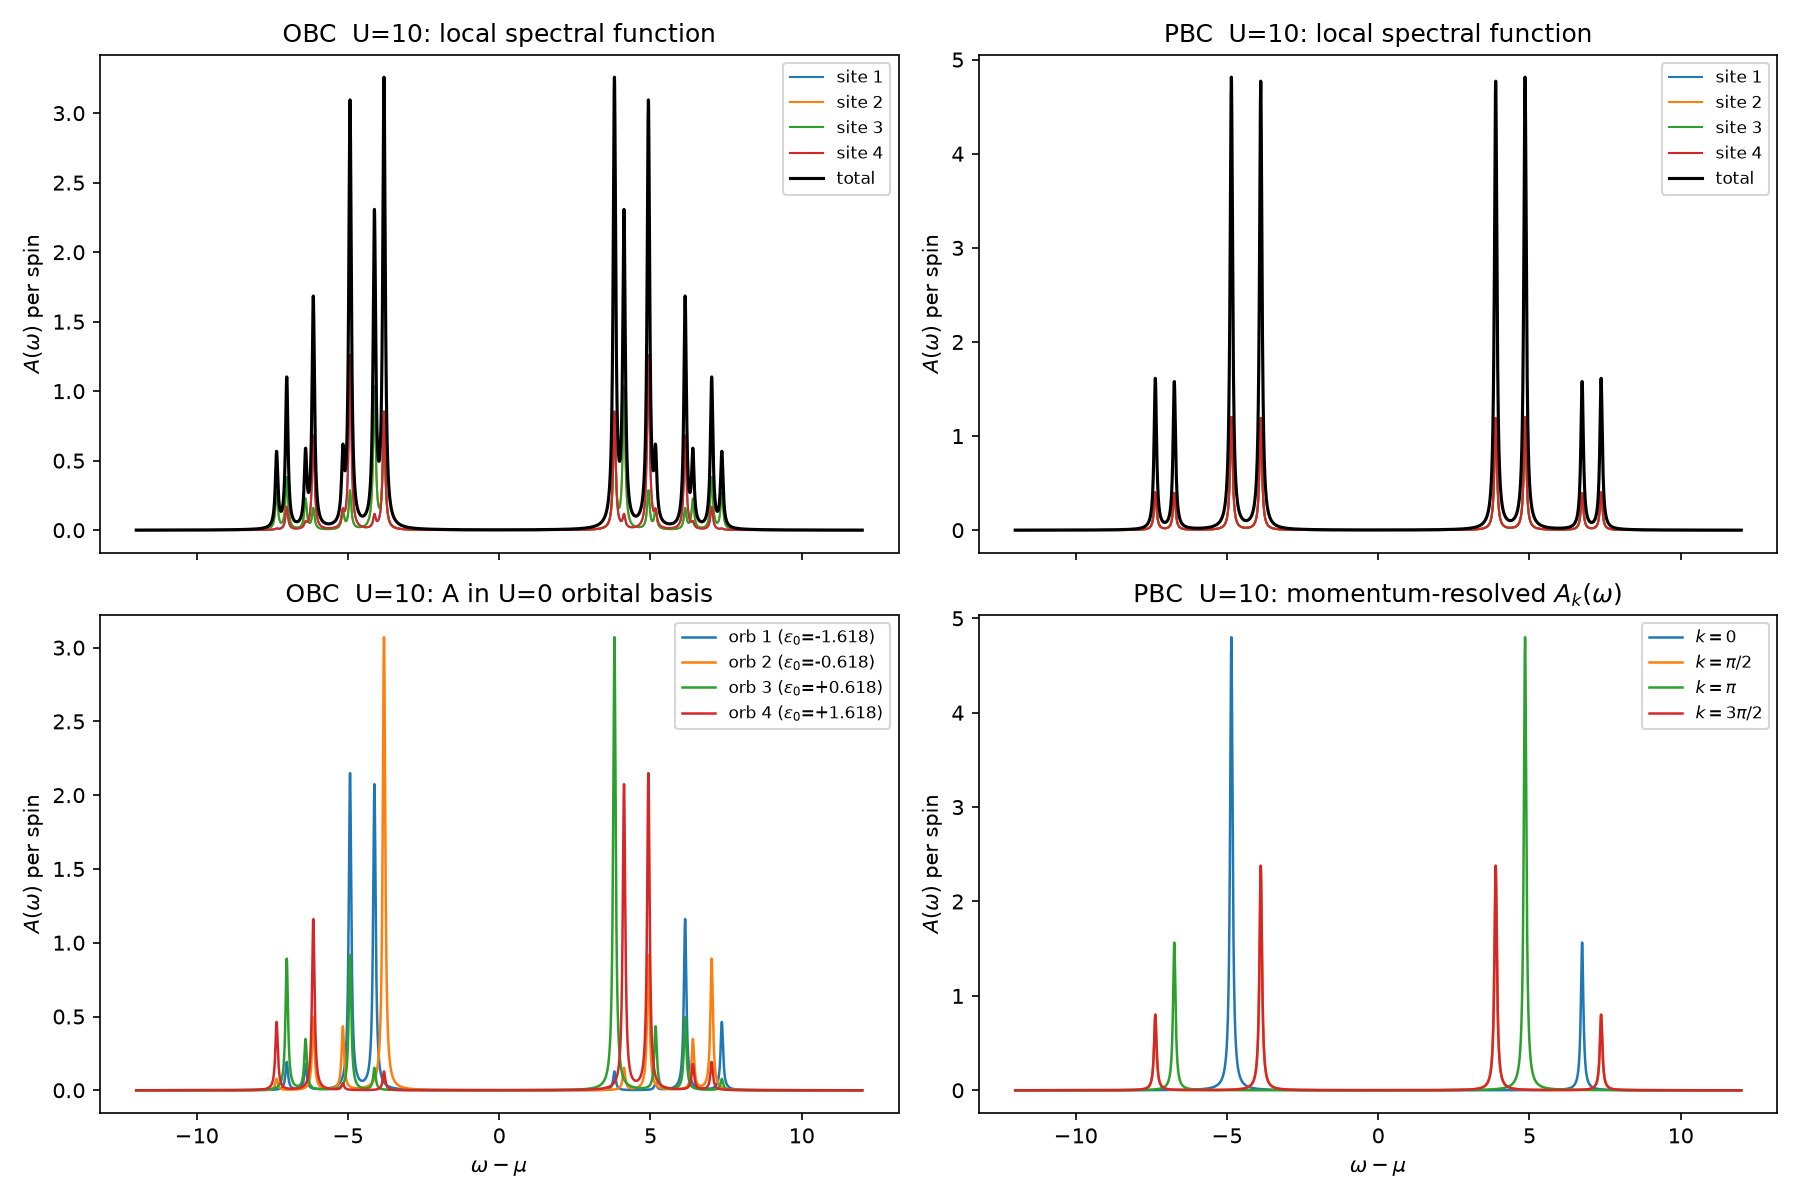 OBC U=10: local spectral function
A(ω) per spin
3.0
2.5
2.0
1.5
1.0
0.5
0.0
site 1
site 2
site 3
site 4
total
PBC U=10: local spectral function
A(ω) per spin
5
4
3
2
1
0
site 1
site 2
site 3
site 4
total
OBC U=10: A in U=0 orbital basis
A(ω) per spin
3.0
2.5
2.0
1.5
1.0
0.5
0.0
orb 1 (ε₀=-1.618)
orb 2 (ε₀=-0.618)
orb 3 (ε₀=+0.618)
orb 4 (ε₀=+1.618)
−10 −5 0 5 10
ω − μ
PBC U=10: momentum-resolved Aₖ(ω)
A(ω) per spin
5
4
3
2
1
0
k = 0
k = π/2
k = π
k = 3π/2
−10 −5 0 5 10
ω − μ